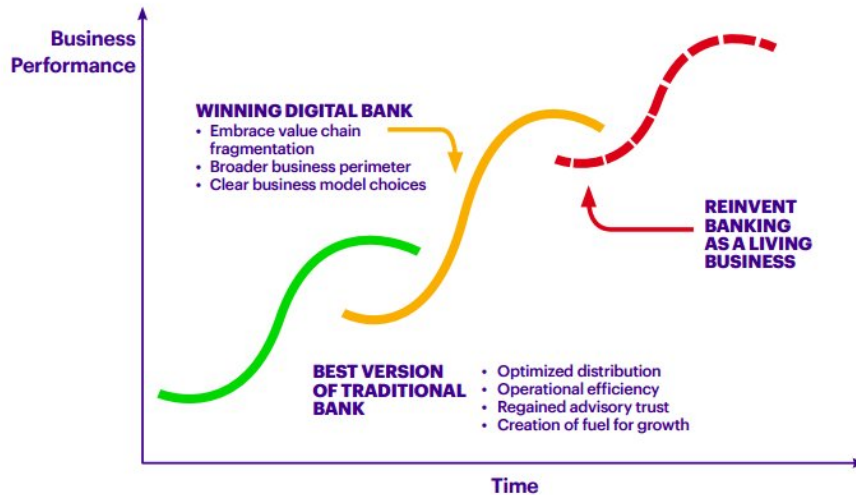 Business
Performance
WINNING DIGITAL BANK
• Embrace value chain
fragmentation
• Broader business perimeter
• Clear business model choices
REINVENT
BANKING
AS A LIVING
BUSINESS
BEST VERSION
OF TRADITIONAL
BANK
• Optimized distribution
• Operational efficiency
• Regained advisory trust
• Creation of fuel for growth
Time